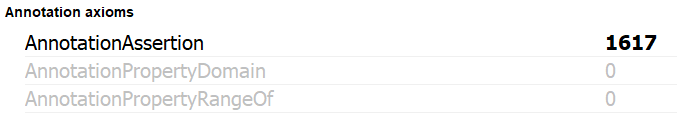 Annotation axioms
AnnotationAssertion 1617
AnnotationPropertyDomain 0
AnnotationPropertyRangeOf 0